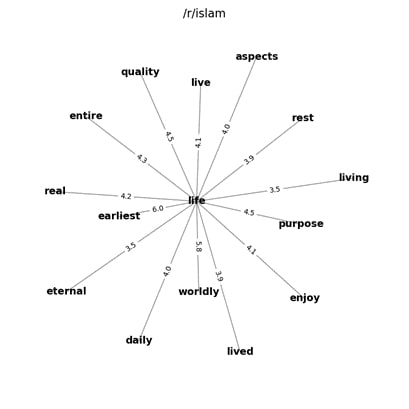 /r/islam
aspects
quality
live
4.5
4.1
4.0
entire
rest
4.3
3.9
living
real
4.2
3.5
life
earliest
6.0
4.5
purpose
3.5
5.8
4.1
4.0
3.9
eternal
worldly
enjoy
daily
lived